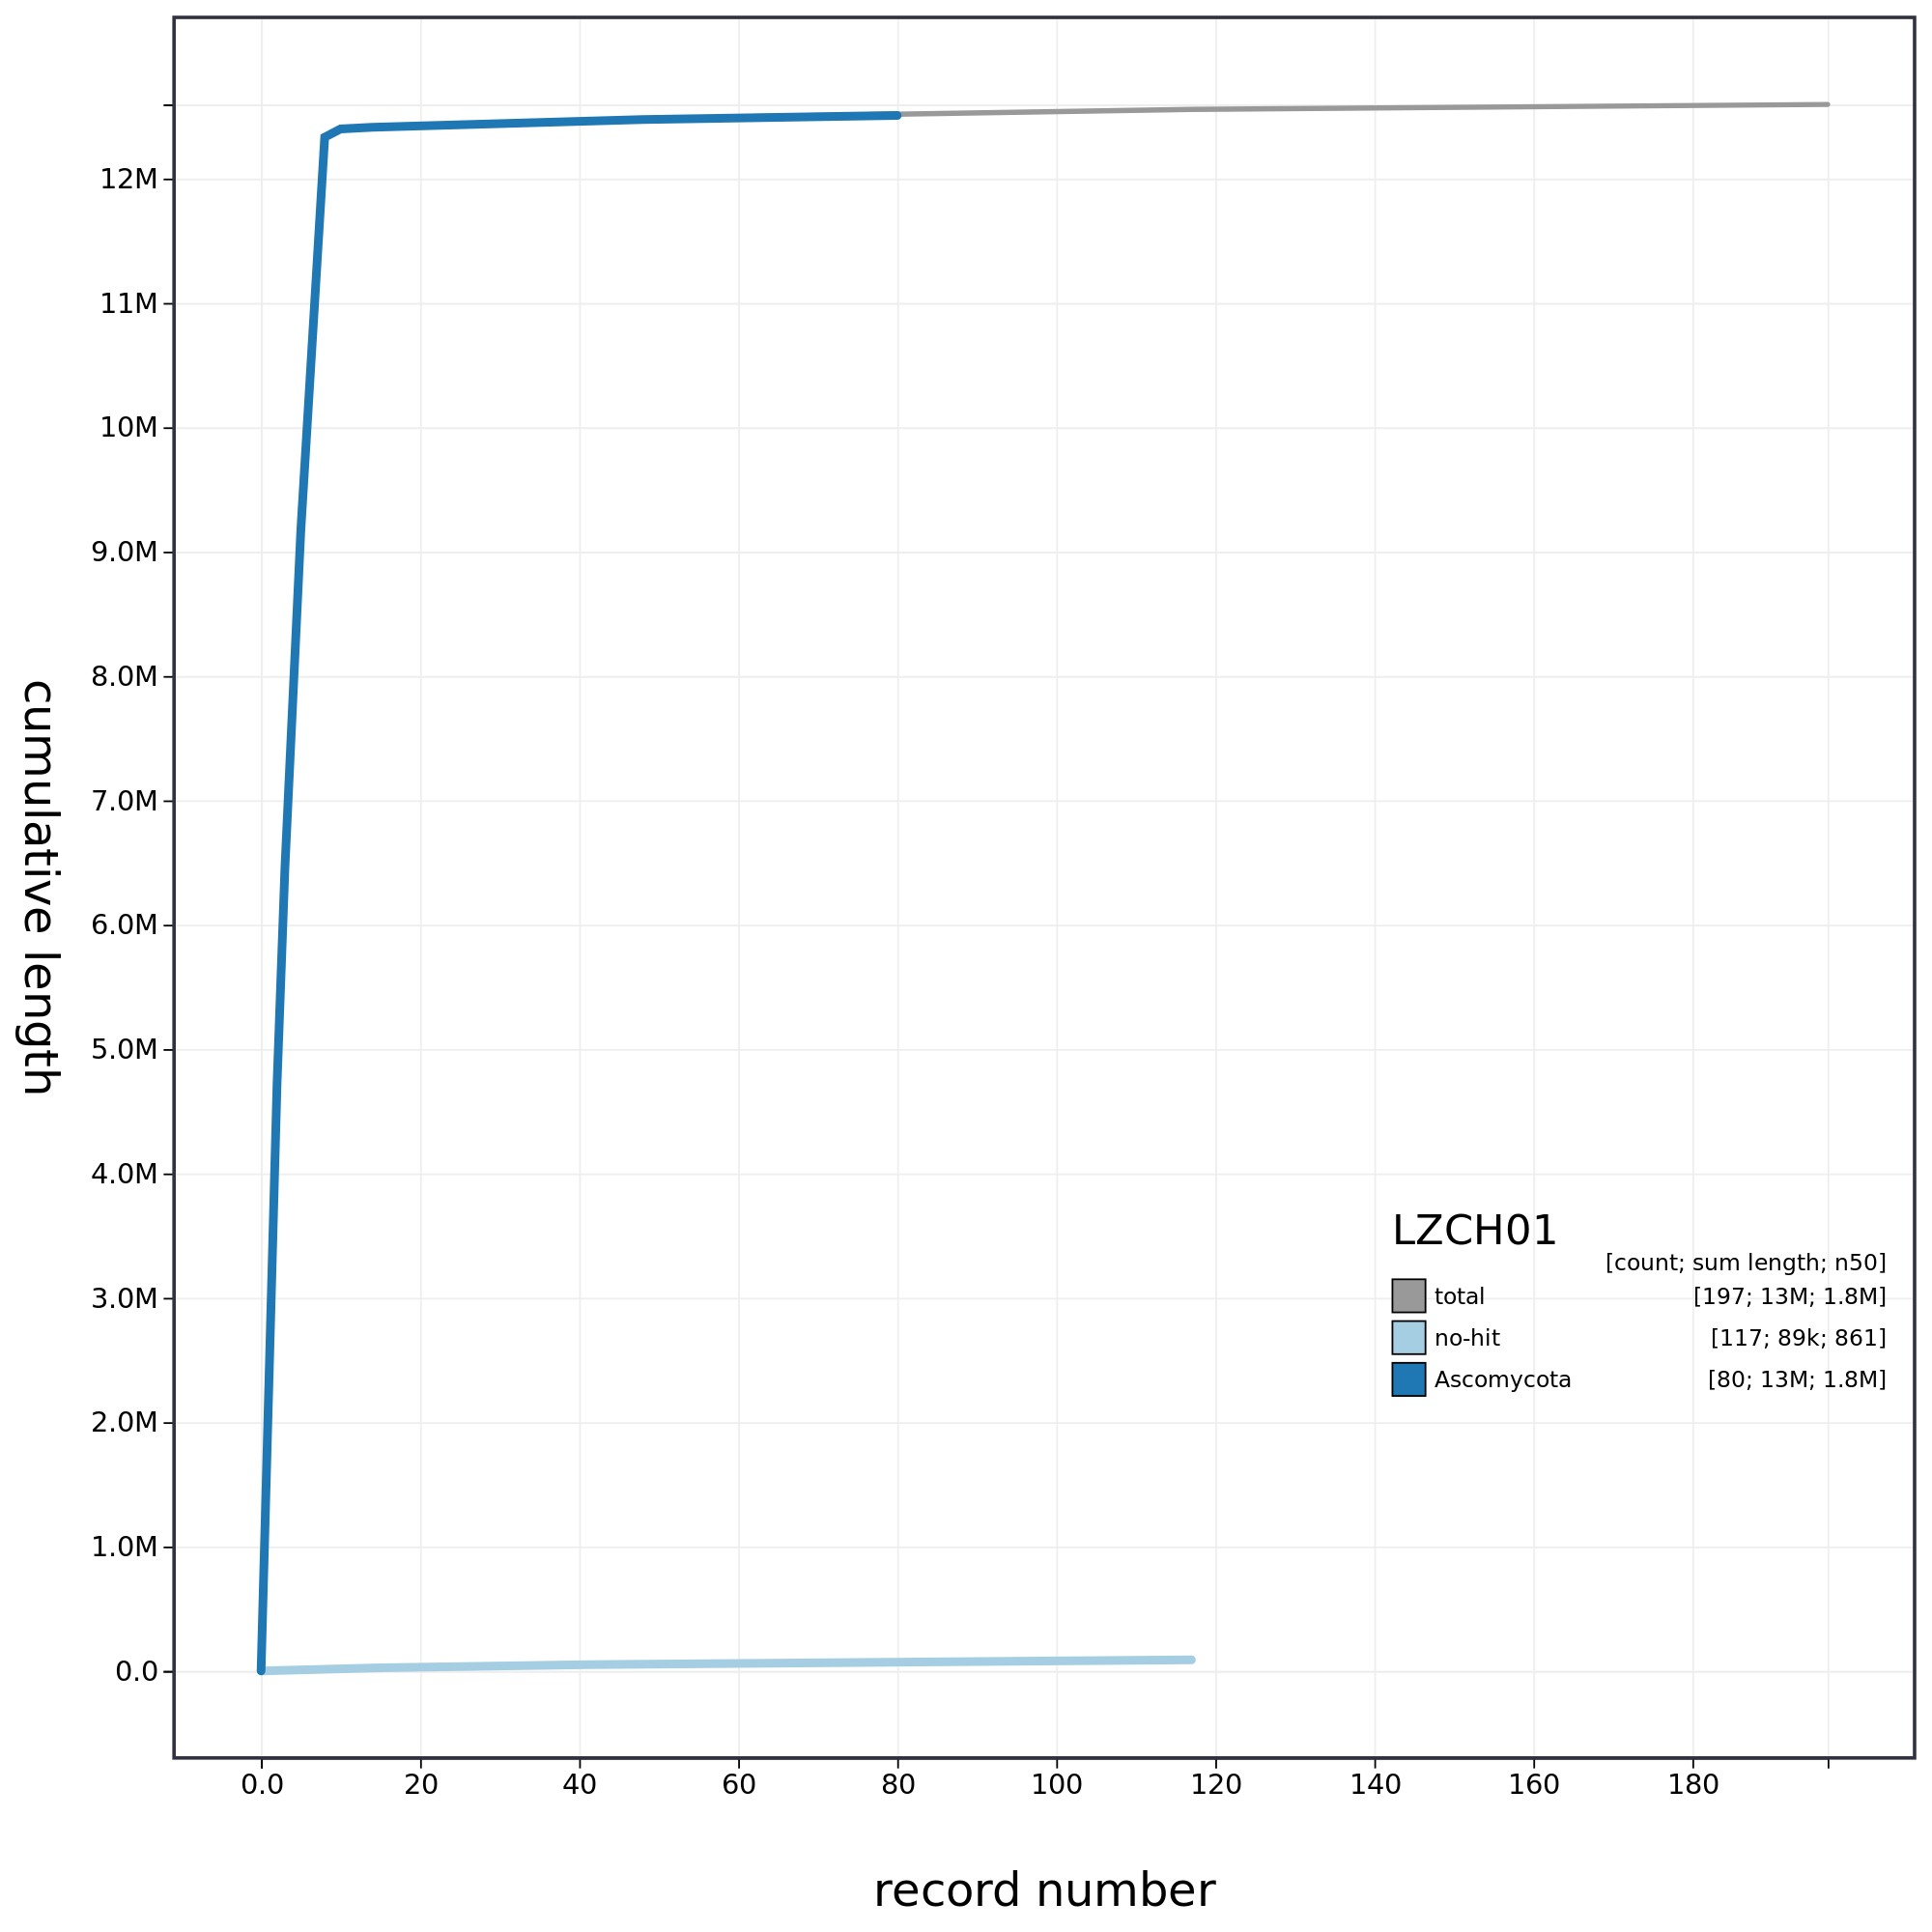 cumulative length
12M
11M
10M
9.0M
8.0M
7.0M
6.0M
5.0M
4.0M
3.0M
2.0M
1.0M
0.0
LZCH01
[count; sum length; n50]
total [197; 13M; 1.8M]
no-hit [117; 89k; 861]
Ascomycota [80; 13M; 1.8M]
0.0 20 40 60 80 100 120 140 160 180
record number